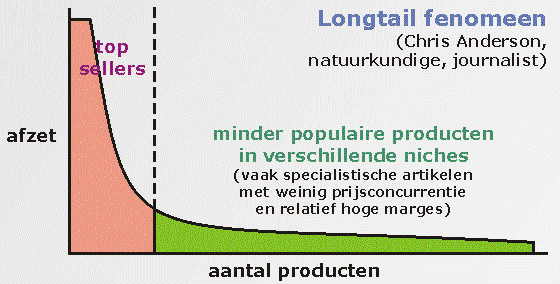 Longtail fenomeen
(Chris Anderson,
natuurkundige, journalist)
top
sellers
afzet
minder populaire producten
in verschillende niches
(vaak specialistische artikelen
met weinig prijsconcurrentie
en relatief hoge marges)
aantal producten